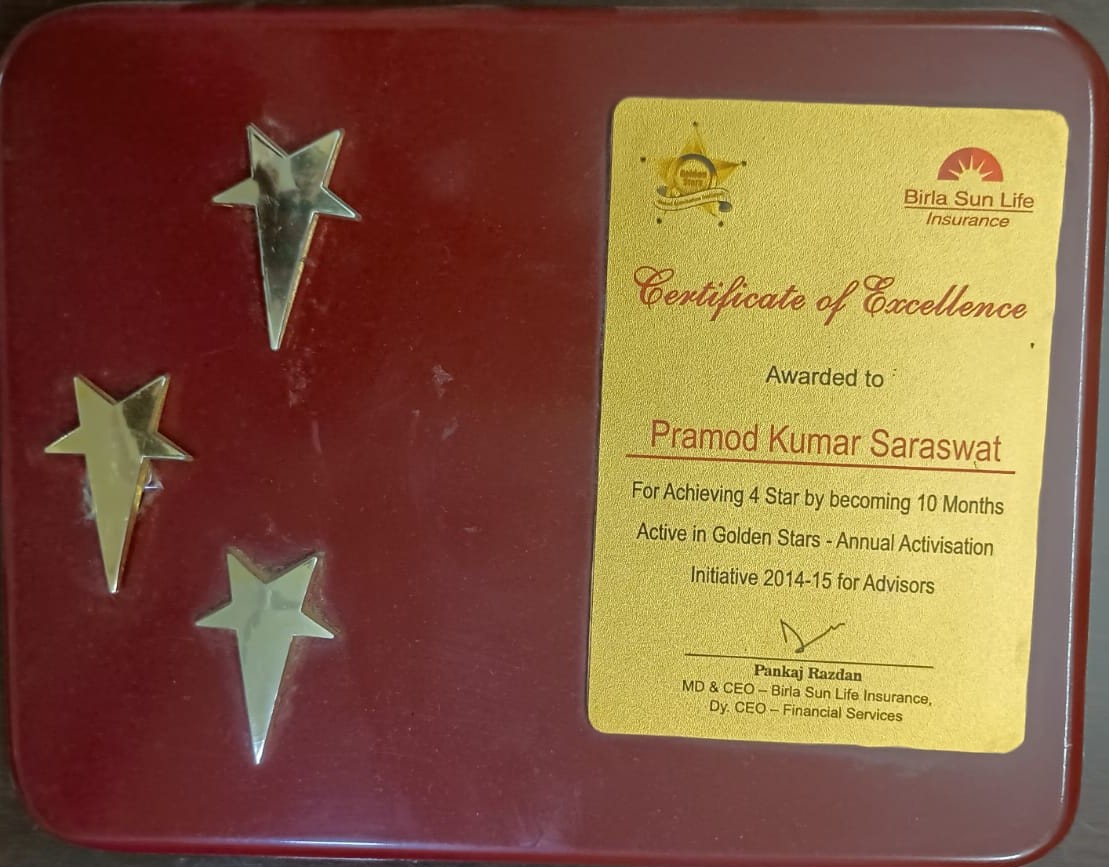 Golden
Stars
Birla Sun Life
Insurance
Certificate of Excellence
Awarded to
Pramod Kumar Saraswat
For Achieving 4 Star by becoming 10 Months
Active in Golden Stars - Annual Activisation
Initiative 2014-15 for Advisors
Pankaj Razdan
MD & CEO – Birla Sun Life Insurance,
Dy. CEO – Financial Services